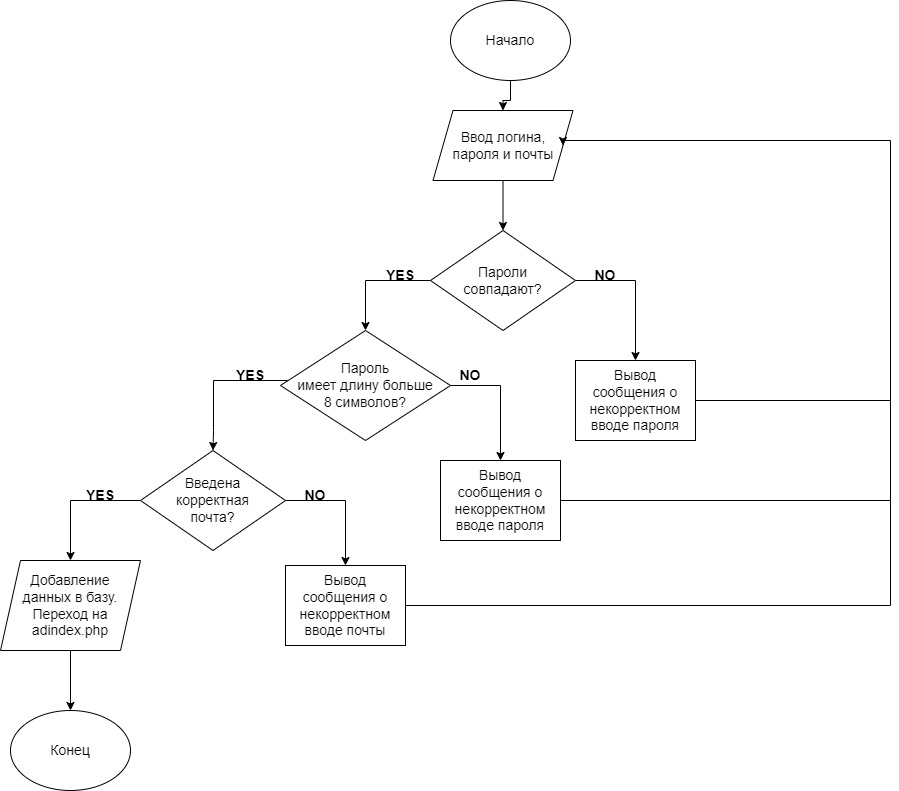 Начало
Ввод логина,
пароля и почты
Пароли
совпадают?
YES
NO
Пароль
имеет длину больше
8 символов?
YES
NO
Вывод
сообщения о
некорректном
вводе пароля
Введена
корректная
почта?
YES
NO
Вывод
сообщения о
некорректном
вводе пароля
Добавление
данных в базу.
Переход на
adindex.php
Вывод
сообщения о
некорректном
вводе почты
Конец